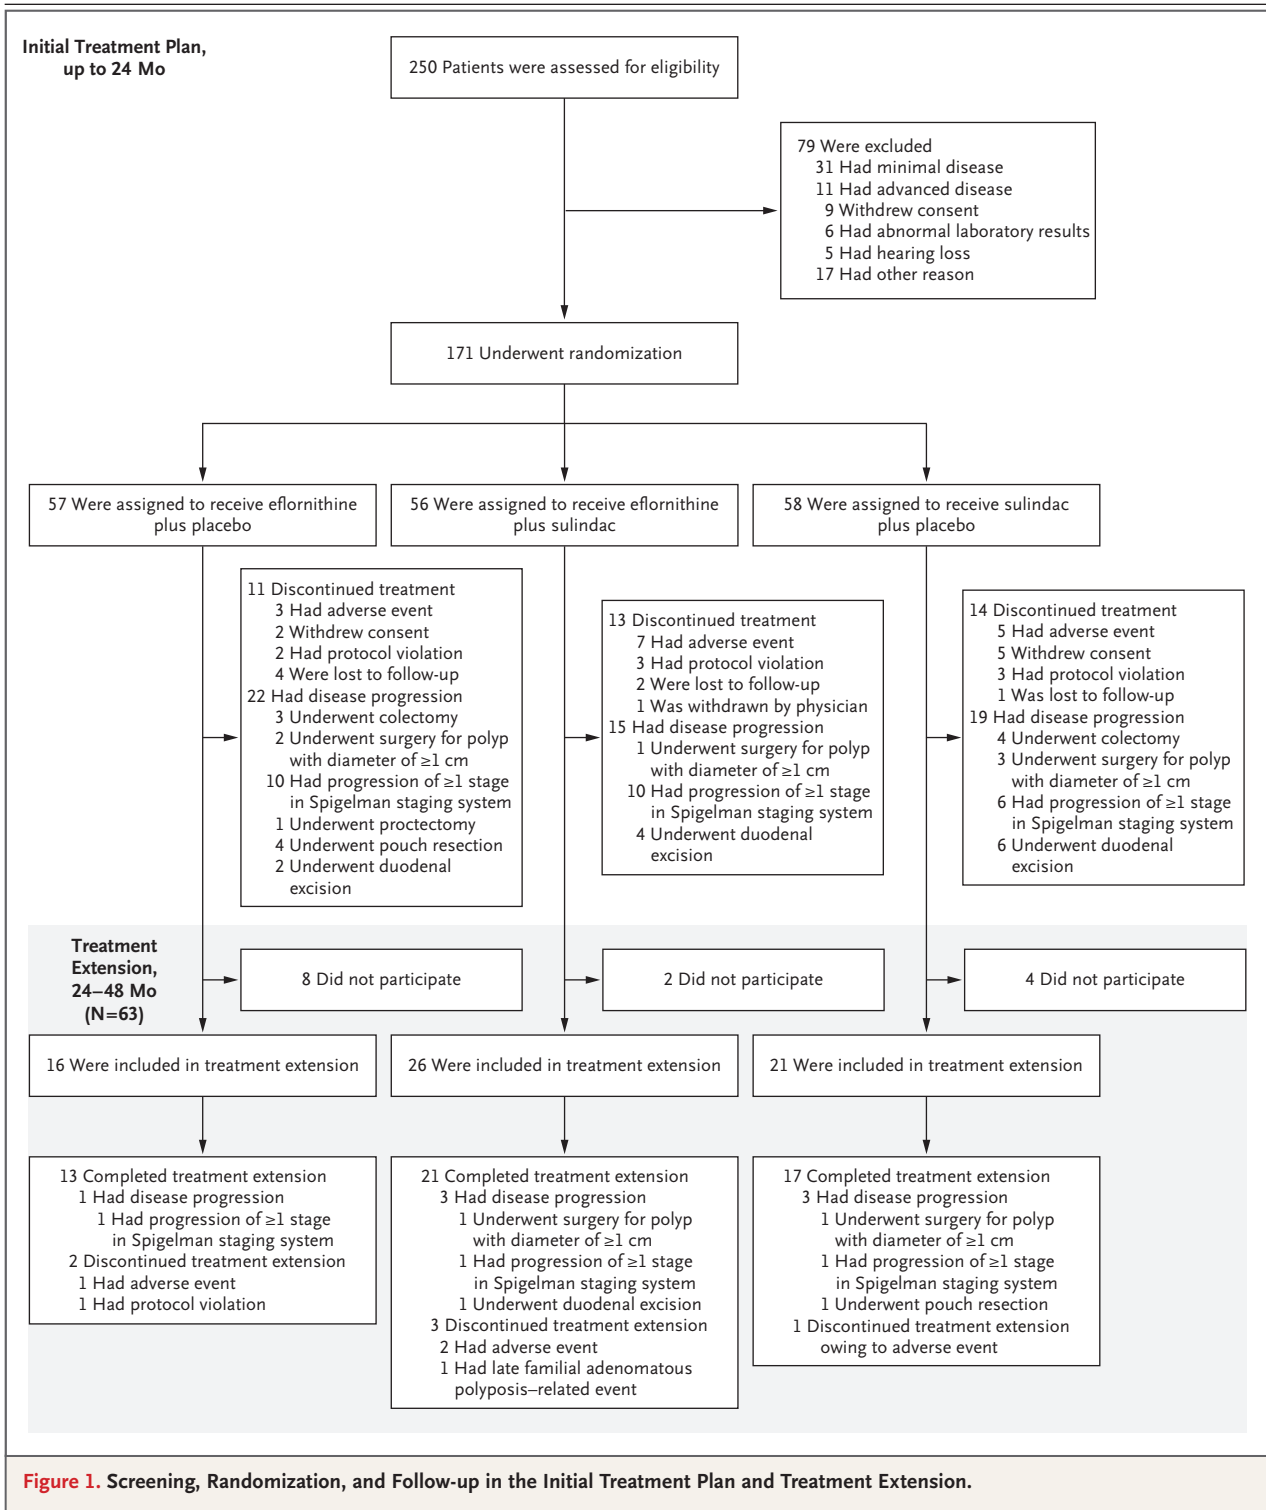 Initial Treatment Plan,
up to 24 Mo
250 Patients were assessed for eligibility
79 Were excluded
31 Had minimal disease
11 Had advanced disease
9 Withdrew consent
6 Had abnormal laboratory results
5 Had hearing loss
17 Had other reason
171 Underwent randomization
57 Were assigned to receive eflornithine
plus placebo
56 Were assigned to receive eflornithine
plus sulindac
58 Were assigned to receive sulindac
plus placebo
11 Discontinued treatment
3 Had adverse event
2 Withdrew consent
2 Had protocol violation
4 Were lost to follow-up
22 Had disease progression
3 Underwent colectomy
2 Underwent surgery for polyp
with diameter of ≥1 cm
10 Had progression of ≥1 stage
in Spigelman staging system
1 Underwent proctectomy
4 Underwent pouch resection
2 Underwent duodenal
excision
13 Discontinued treatment
7 Had adverse event
3 Had protocol violation
2 Were lost to follow-up
1 Was withdrawn by physician
15 Had disease progression
1 Underwent surgery for polyp
with diameter of ≥1 cm
10 Had progression of ≥1 stage
in Spigelman staging system
4 Underwent duodenal
excision
14 Discontinued treatment
5 Had adverse event
5 Withdrew consent
3 Had protocol violation
1 Was lost to follow-up
19 Had disease progression
4 Underwent colectomy
3 Underwent surgery for polyp
with diameter of ≥1 cm
6 Had progression of ≥1 stage
in Spigelman staging system
6 Underwent duodenal
excision
Treatment
Extension,
24–48 Mo
(N=63)
8 Did not participate
2 Did not participate
4 Did not participate
16 Were included in treatment extension
26 Were included in treatment extension
21 Were included in treatment extension
13 Completed treatment extension
1 Had disease progression
1 Had progression of ≥1 stage
in Spigelman staging system
2 Discontinued treatment extension
1 Had adverse event
1 Had protocol violation
21 Completed treatment extension
3 Had disease progression
1 Underwent surgery for polyp
with diameter of ≥1 cm
1 Had progression of ≥1 stage
in Spigelman staging system
1 Underwent duodenal excision
3 Discontinued treatment extension
2 Had adverse event
1 Had late familial adenomatous
polyposis–related event
17 Completed treatment extension
3 Had disease progression
1 Underwent surgery for polyp
with diameter of ≥1 cm
1 Had progression of ≥1 stage
in Spigelman staging system
1 Underwent pouch resection
1 Discontinued treatment extension
owing to adverse event
Figure 1. Screening, Randomization, and Follow-up in the Initial Treatment Plan and Treatment Extension.